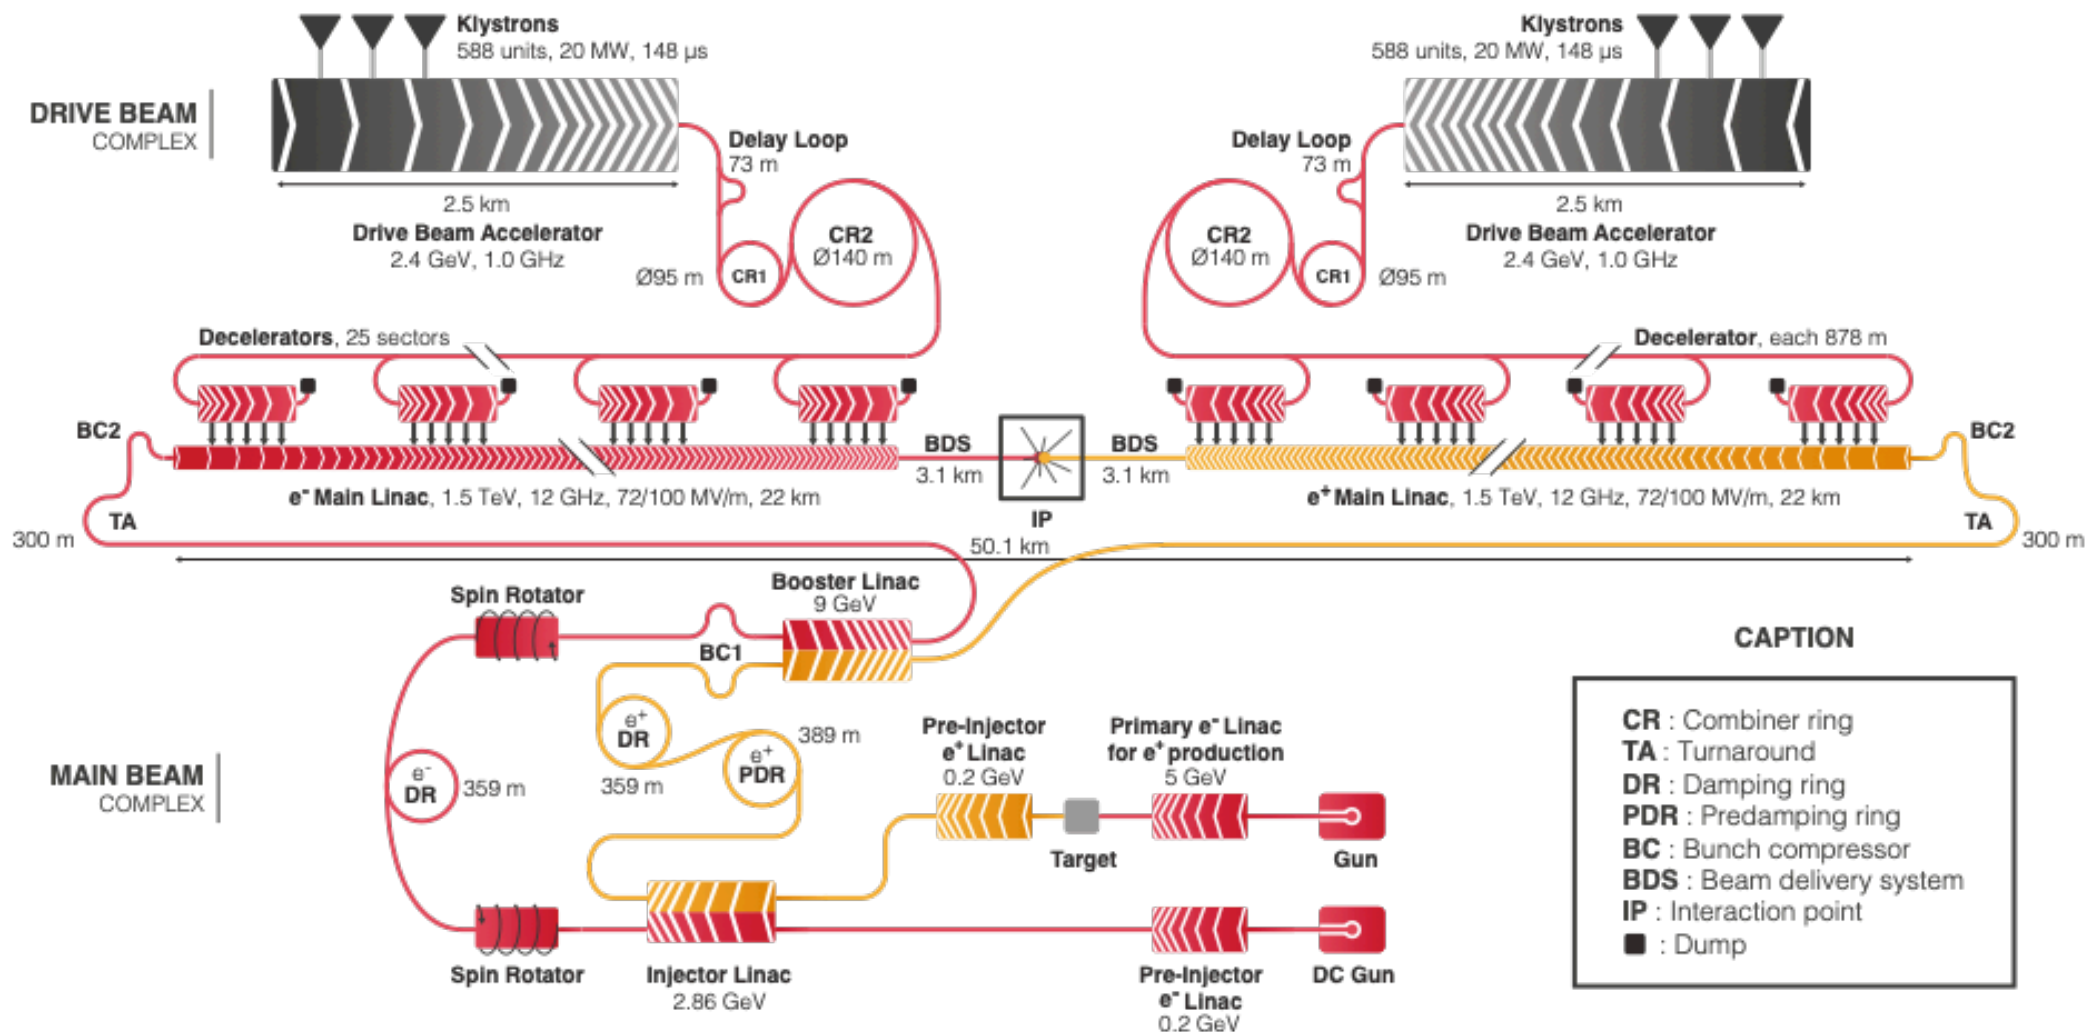 Klystrons
588 units, 20 MW, 148 µs
Klystrons
588 units, 20 MW, 148 µs
DRIVE BEAM
COMPLEX
Delay Loop
73 m
Delay Loop
73 m
2.5 km
Drive Beam Accelerator
2.4 GeV, 1.0 GHz
2.5 km
Drive Beam Accelerator
2.4 GeV, 1.0 GHz
CR2
Ø140 m
CR1
Ø95 m
CR2
Ø140 m
CR1
Ø95 m
Decelerators, 25 sectors
Decelerator, each 878 m
BC2
BDS
3.1 km
BDS
3.1 km
BC2
e⁻ Main Linac, 1.5 TeV, 12 GHz, 72/100 MV/m, 22 km
IP
e⁺ Main Linac, 1.5 TeV, 12 GHz, 72/100 MV/m, 22 km
TA
300 m
TA
300 m
50.1 km
Spin Rotator
Booster Linac
9 GeV
BC1
MAIN BEAM
COMPLEX
e⁻
DR
359 m
e⁺
DR
359 m
e⁺
PDR
389 m
Pre-Injector
e⁺ Linac
0.2 GeV
Primary e⁻ Linac
for e⁺ production
5 GeV
Target
Gun
Spin Rotator
Injector Linac
2.86 GeV
Pre-Injector
e⁻ Linac
0.2 GeV
DC Gun
CAPTION
CR : Combiner ring
TA : Turnaround
DR : Damping ring
PDR : Predamping ring
BC : Bunch compressor
BDS : Beam delivery system
IP : Interaction point
: Dump